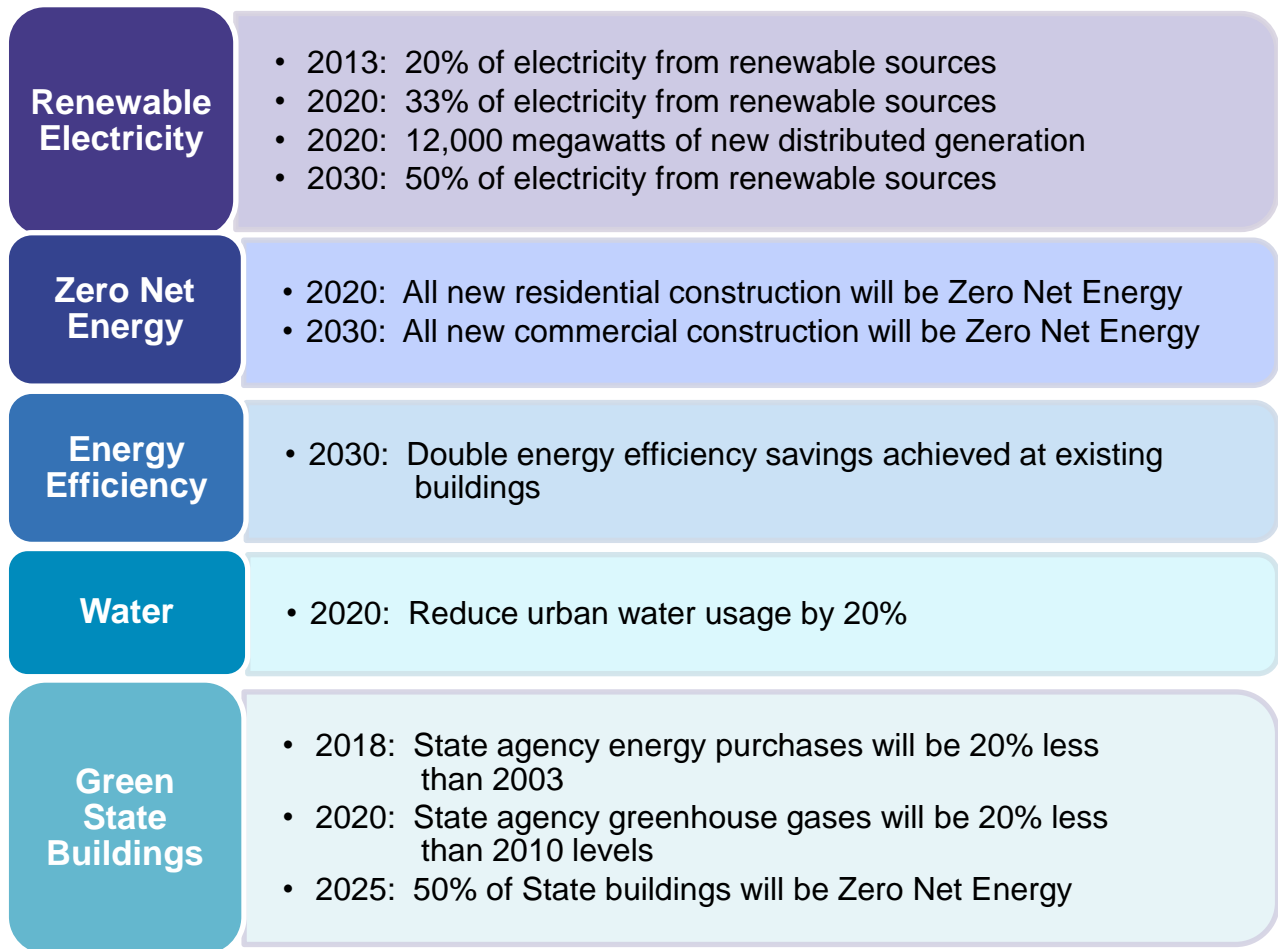 Renewable
Electricity
• 2013: 20% of electricity from renewable sources
• 2020: 33% of electricity from renewable sources
• 2020: 12,000 megawatts of new distributed generation
• 2030: 50% of electricity from renewable sources
Zero Net
Energy
• 2020: All new residential construction will be Zero Net Energy
• 2030: All new commercial construction will be Zero Net Energy
Energy
Efficiency
• 2030: Double energy efficiency savings achieved at existing
buildings
Water
• 2020: Reduce urban water usage by 20%
Green
State
Buildings
• 2018: State agency energy purchases will be 20% less
than 2003
• 2020: State agency greenhouse gases will be 20% less
than 2010 levels
• 2025: 50% of State buildings will be Zero Net Energy